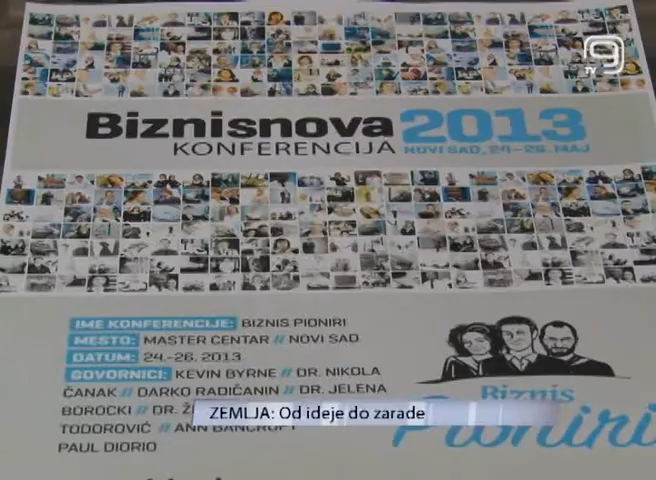 9
TV
Biznisnova 2013
KONFERENCIJA NOVI SAD, 24-26. MAJ
IME KONFERENCIJE: BIZNIS PIONIRI
MESTO: MASTER CENTAR // NOVI SAD
DATUM: 24.-26. 2013
GOVORNICI: KEVIN BYRNE // DR. NIKOLA
ČANAK // DARKO RADIČANIN // DR. JELENA
BOROCKI // DR.
ZEMLJA: Od ideje do zarade
TODOROVIĆ // ANN BANCROFT
PAUL DIORIO
Biznis
Pioniri